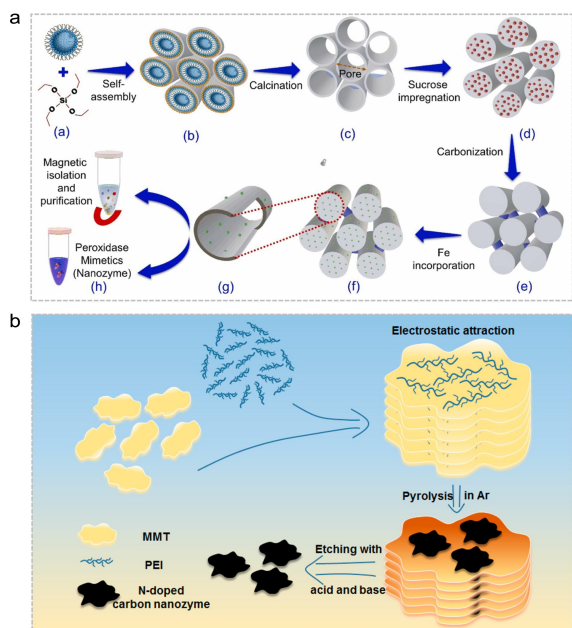 a
+
Si
O
O
O
O
(a)
Self-
assembly
(b)
Calcination
Pore
(c)
Sucrose
impregnation
(d)
Carbonization
(e)
Fe
incorporation
(f)
(g)
Magnetic
isolation and
purification
Peroxidase
Mimetics
(Nanozyme)
(h)
b
Electrostatic attraction
Pyrolysis in Ar
Etching with
acid and base
MMT
PEI
N-doped
carbon nanozyme